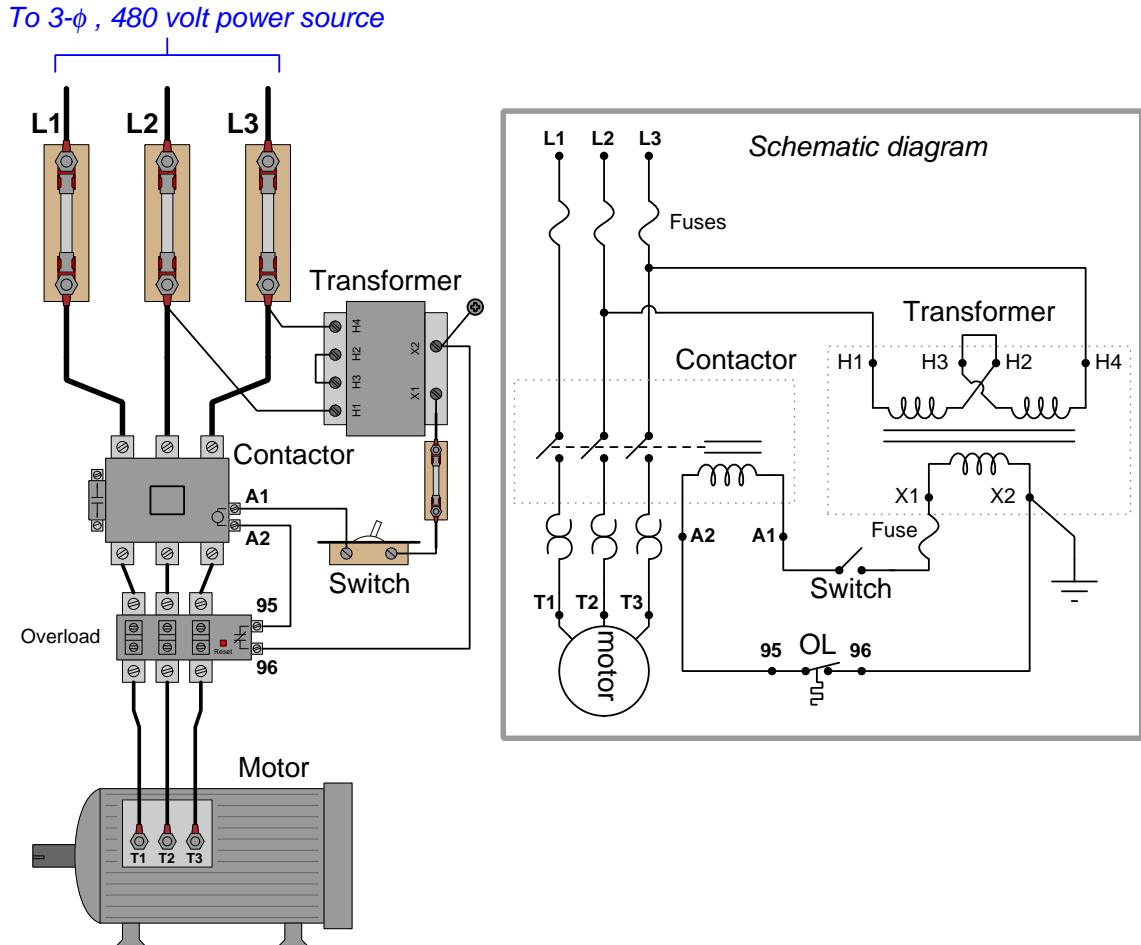 To 3-ϕ , 480 volt power source
L1
L2
L3
Transformer
H4
H2
H3
H1
X2
X1
Contactor
A1
A2
Switch
95
Overload
Reset
96
Motor
T1
T2
T3
Schematic diagram
L1
L2
L3
Fuses
Transformer
Contactor
H1
H3
H2
H4
X1
X2
Fuse
A2
A1
Switch
T1
T2
T3
motor
95
OL
96